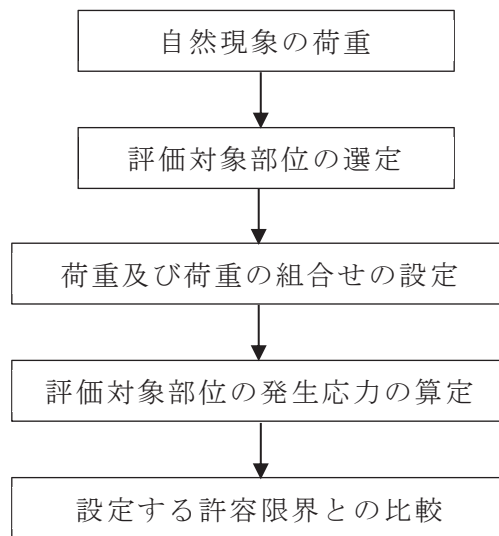 自然現象の荷重
評価対象部位の選定
荷重及び荷重の組合せの設定
評価対象部位の発生応力の算定
設定する許容限界との比較